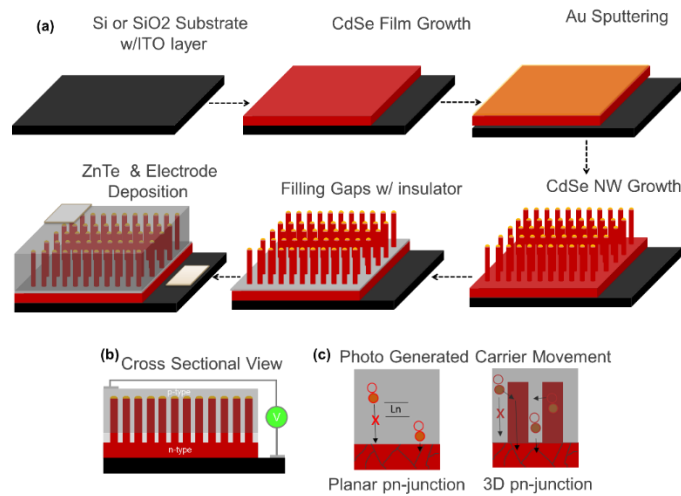 (a)
Si or SiO2 Substrate
w/ITO layer
CdSe Film Growth
Au Sputtering
ZnTe & Electrode
Deposition
Filling Gaps w/ insulator
CdSe NW Growth
(b)
Cross Sectional View
p-type
n-type
V
(c)
Photo Generated Carrier Movement
X
Ln
X
Planar pn-junction
3D pn-junction